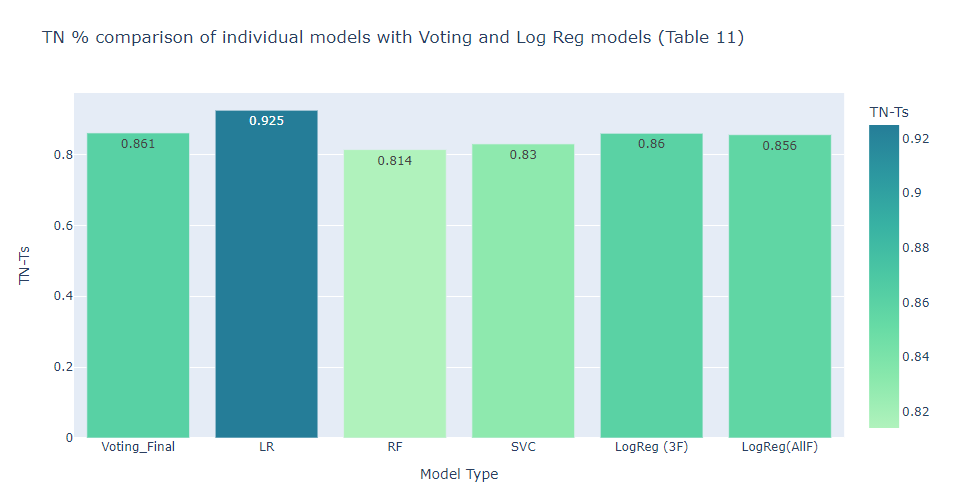 TN % comparison of individual models with Voting and Log Reg models (Table 11)
TN-Ts
0.861
0.925
0.814
0.83
0.86
0.856
0.8
0.6
0.4
0.2
0
TN-Ts
Voting_Final
LR
RF
SVC
LogReg (3F)
LogReg(AllF)
Model Type
0.92
0.9
0.88
0.86
0.84
0.82